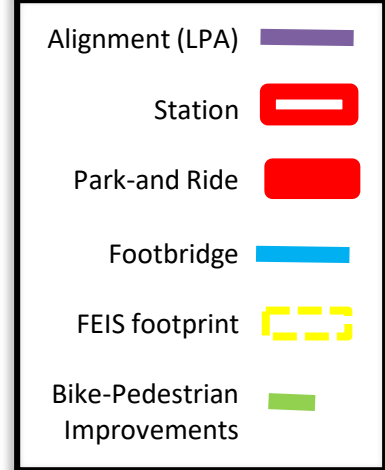 Alignment (LPA)
Station
Park-and Ride
Footbridge
FEIS footprint
Bike-Pedestrian
Improvements